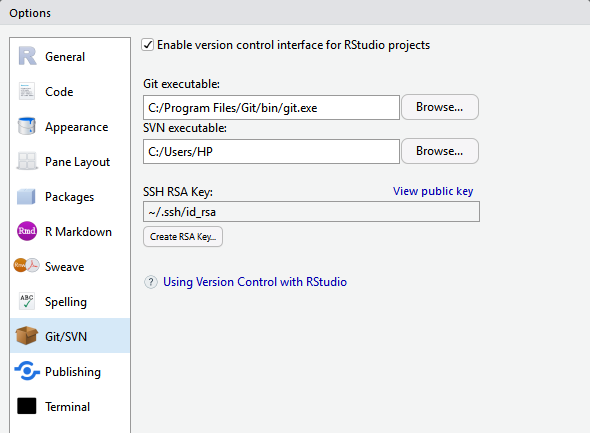 Options
General
Code
Appearance
Pane Layout
Packages
R Markdown
Sweave
Spelling
Git/SVN
Publishing
Terminal
Enable version control interface for RStudio projects
Git executable:
C:/Program Files/Git/bin/git.exe Browse...
SVN executable:
C:/Users/HP Browse...
SSH RSA Key: View public key
~/.ssh/id_rsa
Create RSA Key...
? Using Version Control with RStudio
R
Rmd
ABC